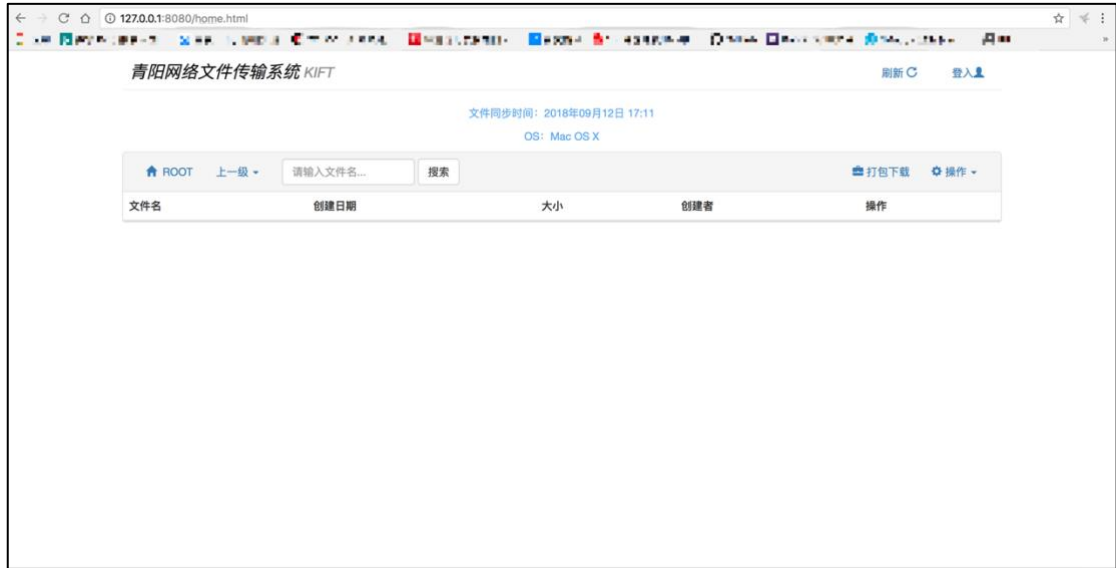 127.0.0.1:8080/home.html
青阳网络文件传输系统 KIFT
刷新 登入
文件同步时间：2018年09月12日 17:11
OS：Mac OS X
ROOT 上一级 请输入文件名... 搜索 打包下载 操作
文件名 创建日期 大小 创建者 操作